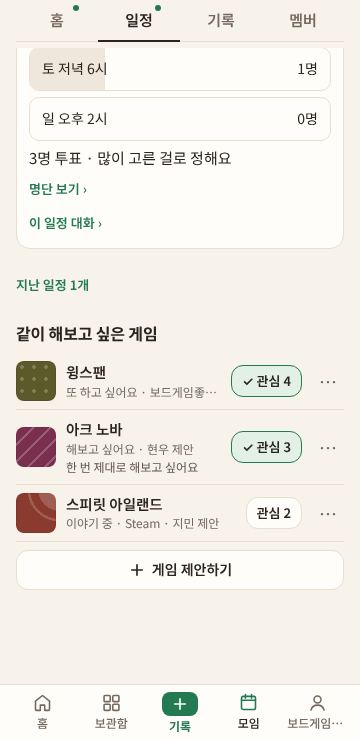 홈
일정
기록
멤버
토 저녁 6시
1명
일 오후 2시
0명
3명 투표 · 많이 고른 걸로 정해요
명단 보기 ›
이 일정 대화 ›
지난 일정 1개
같이 해보고 싶은 게임
윙스팬
또 하고 싶어요 · 보드게임좋…
✓ 관심 4
…
아크 노바
해보고 싶어요 · 현우 제안
한 번 제대로 해보고 싶어요
✓ 관심 3
…
스피릿 아일랜드
이야기 중 · Steam · 지민 제안
관심 2
…
+ 게임 제안하기
홈
보관함
기록
모임
보드게임…